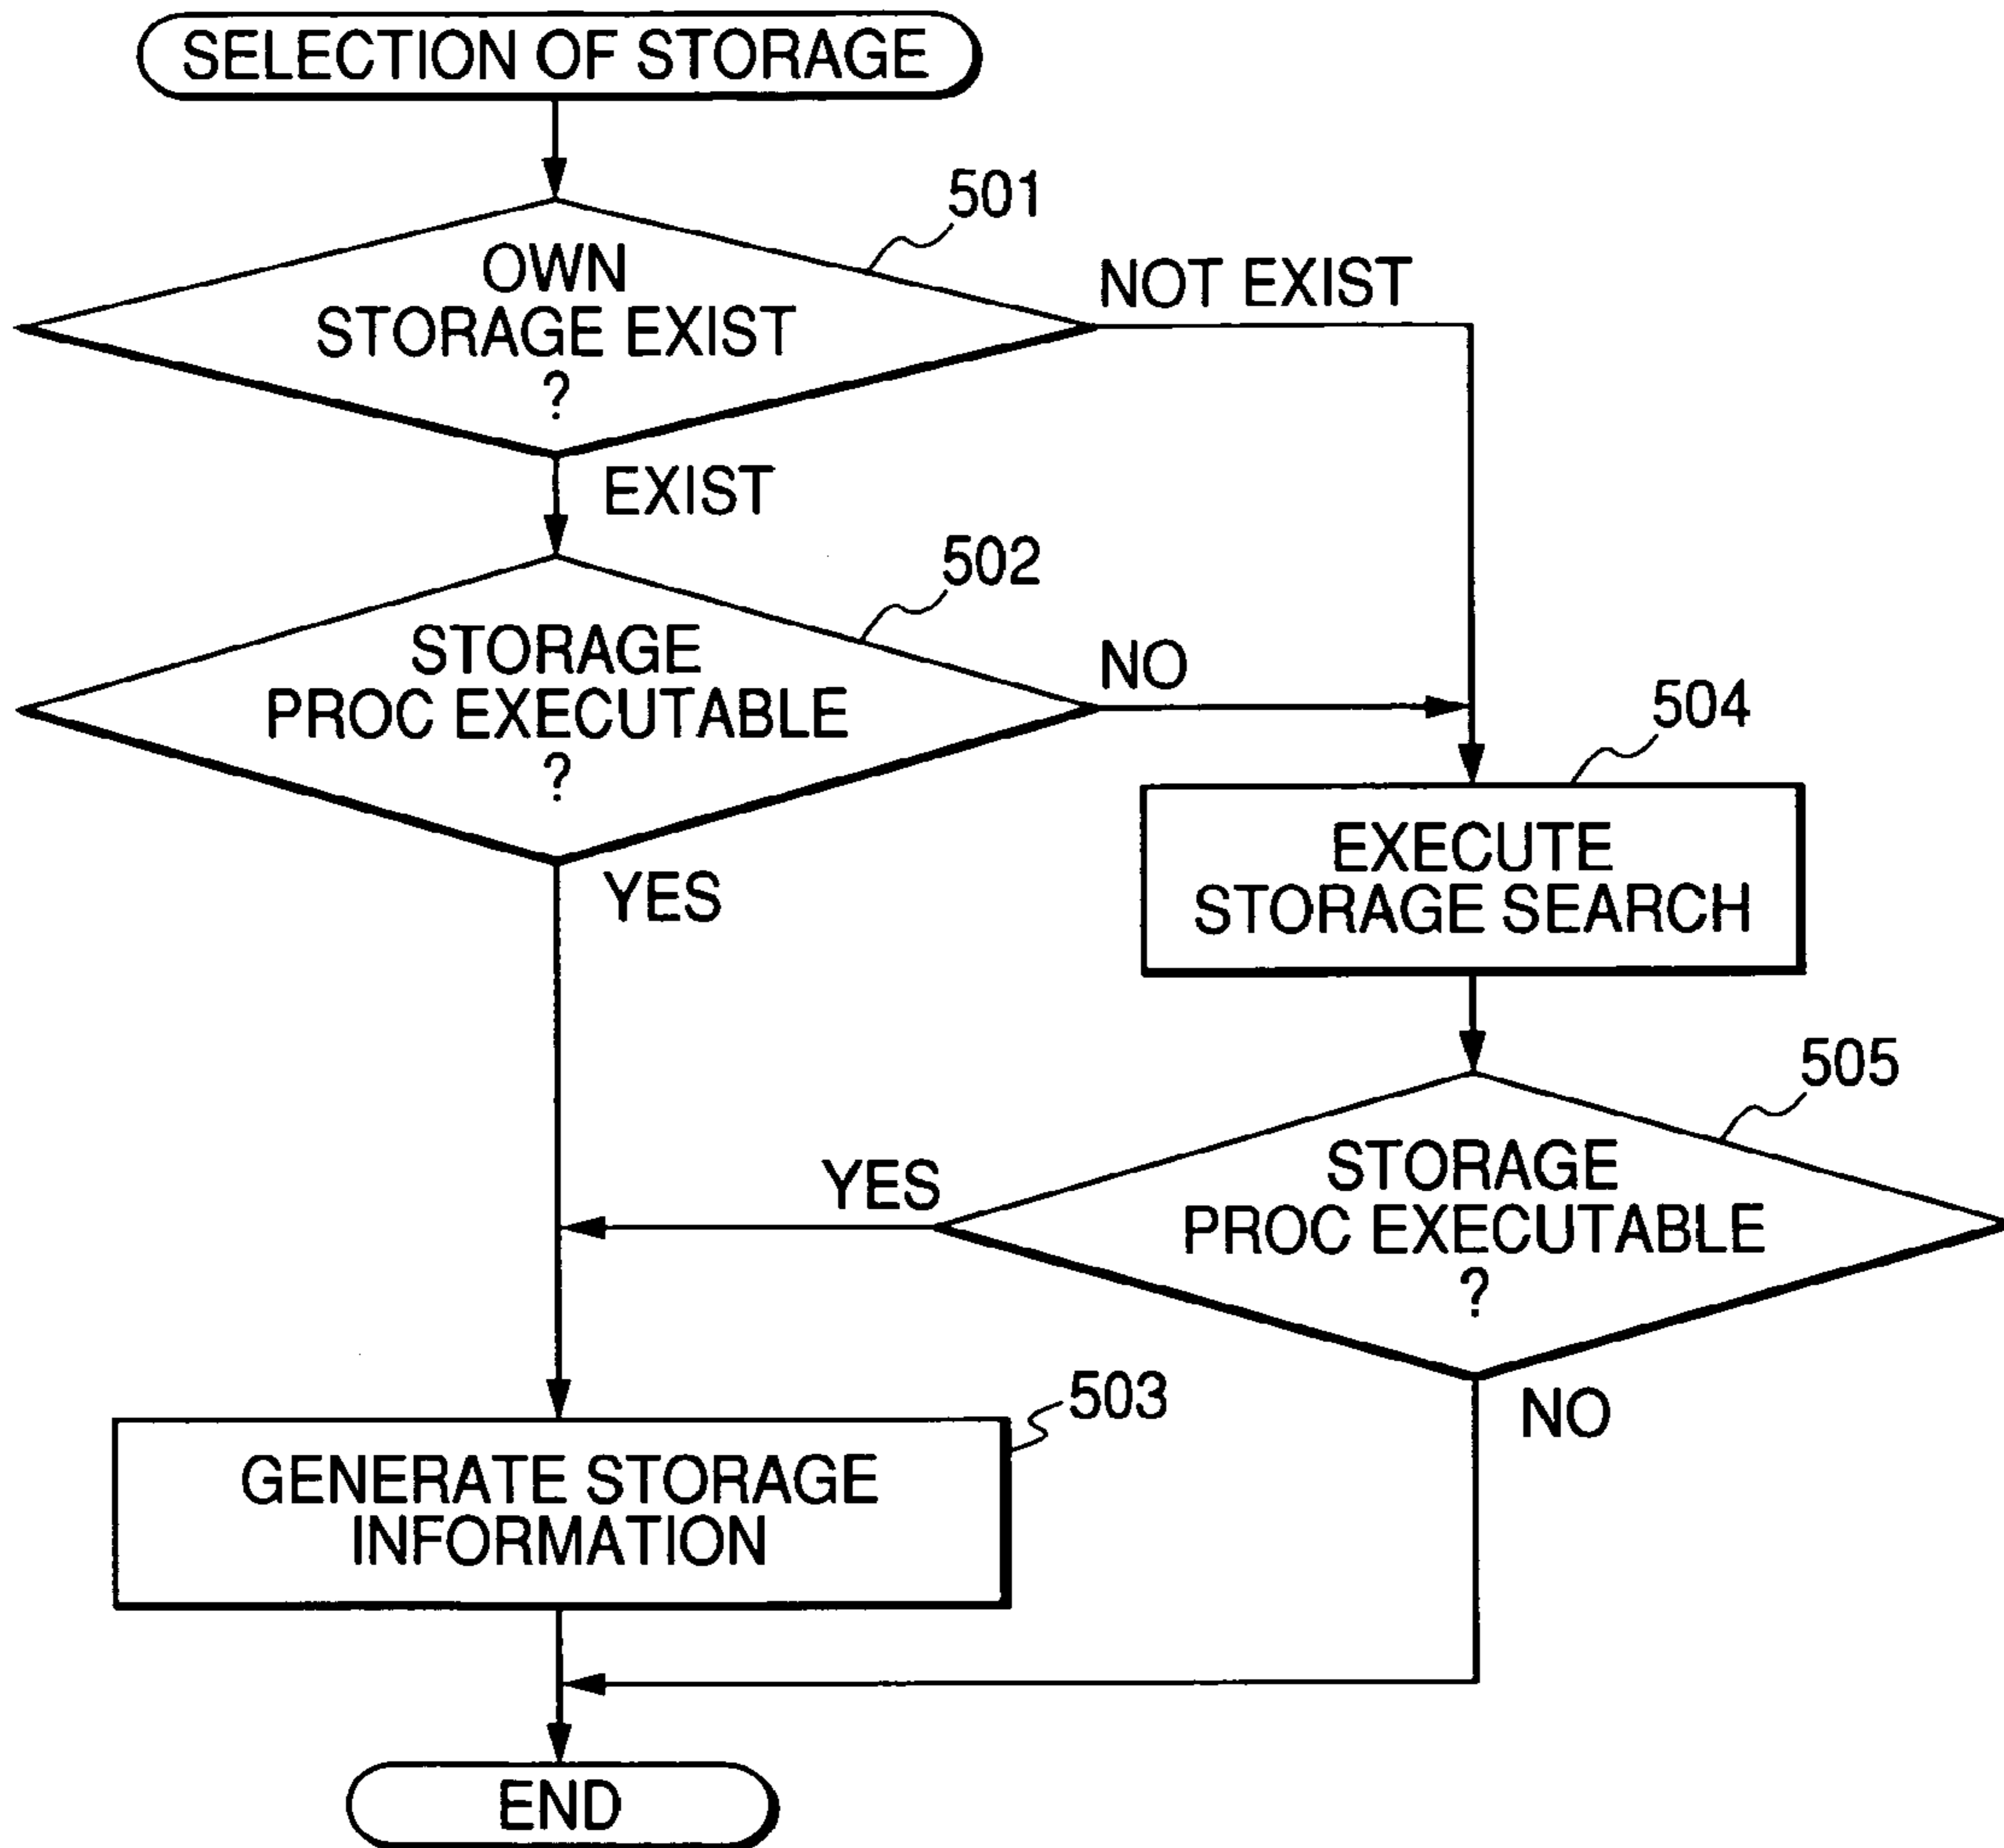 SELECTION OF STORAGE
501
OWN
STORAGE EXIST
?
NOT EXIST
EXIST
502
STORAGE
PROC EXECUTABLE
?
NO
YES
504
EXECUTE
STORAGE SEARCH
505
STORAGE
PROC EXECUTABLE
?
YES
NO
503
GENERATE STORAGE
INFORMATION
END